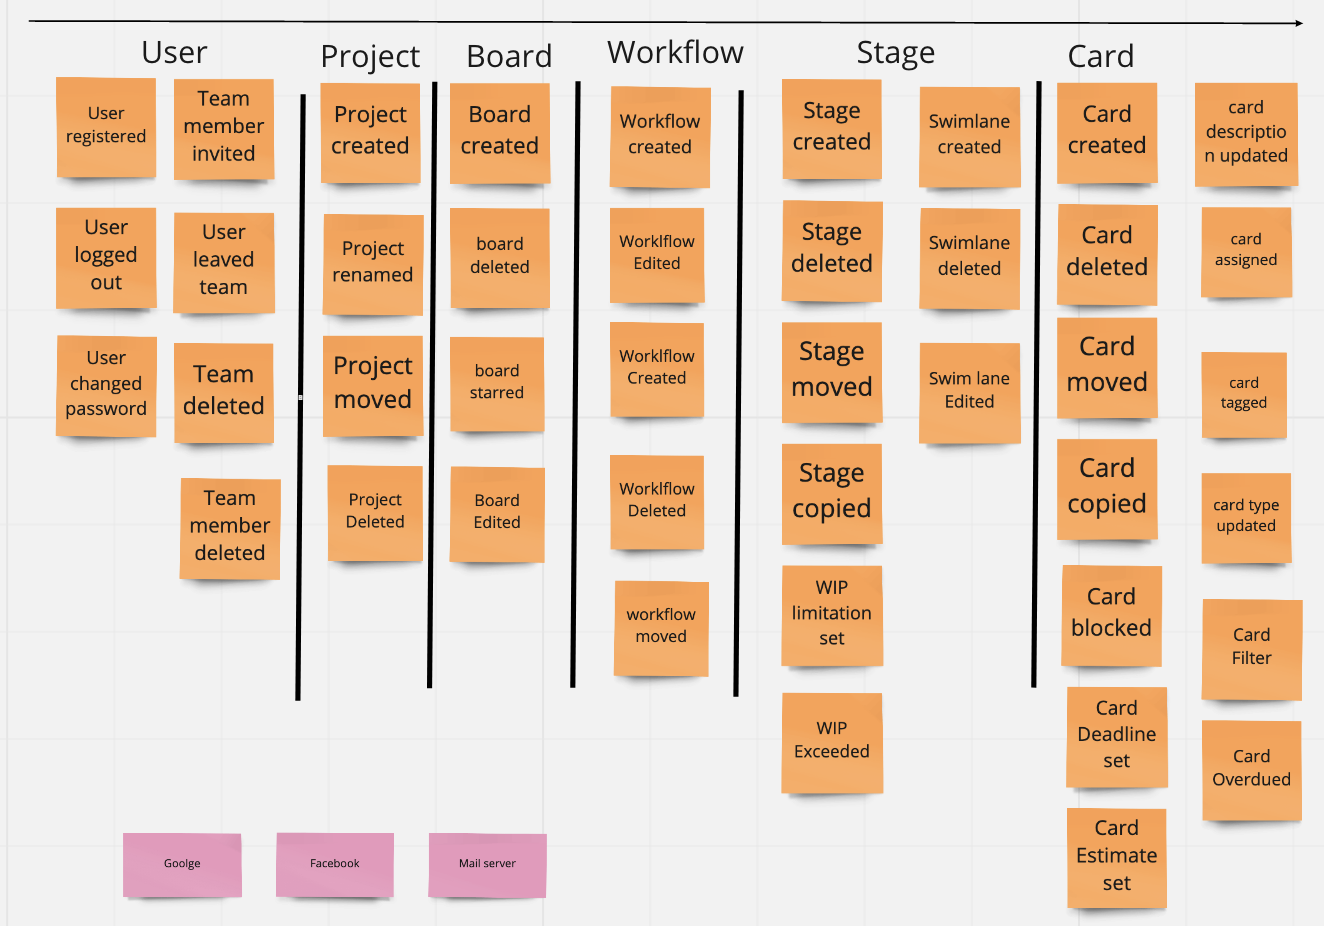 User
Project
Board
Workflow
Stage
Card
User
registered
Team
member
invited
User
logged
out
User
leaved
team
User
changed
password
Team
deleted
Team
member
deleted
Project
created
Project
renamed
Project
moved
Project
Deleted
Board
created
board
deleted
board
starred
Board
Edited
Workflow
created
Worklflow
Edited
Worklflow
Created
Worklflow
Deleted
workflow
moved
Stage
created
Stage
deleted
Stage
moved
Stage
copied
WIP
limitation
set
WIP
Exceeded
Swimlane
created
Swimlane
deleted
Swim lane
Edited
Card
created
Card
deleted
Card
moved
Card
copied
Card
blocked
Card
Deadline
set
Card
Estimate
set
card
descriptio
n updated
card
assigned
card
tagged
card type
updated
Card
Filter
Card
Overdued
Goolge
Facebook
Mail server